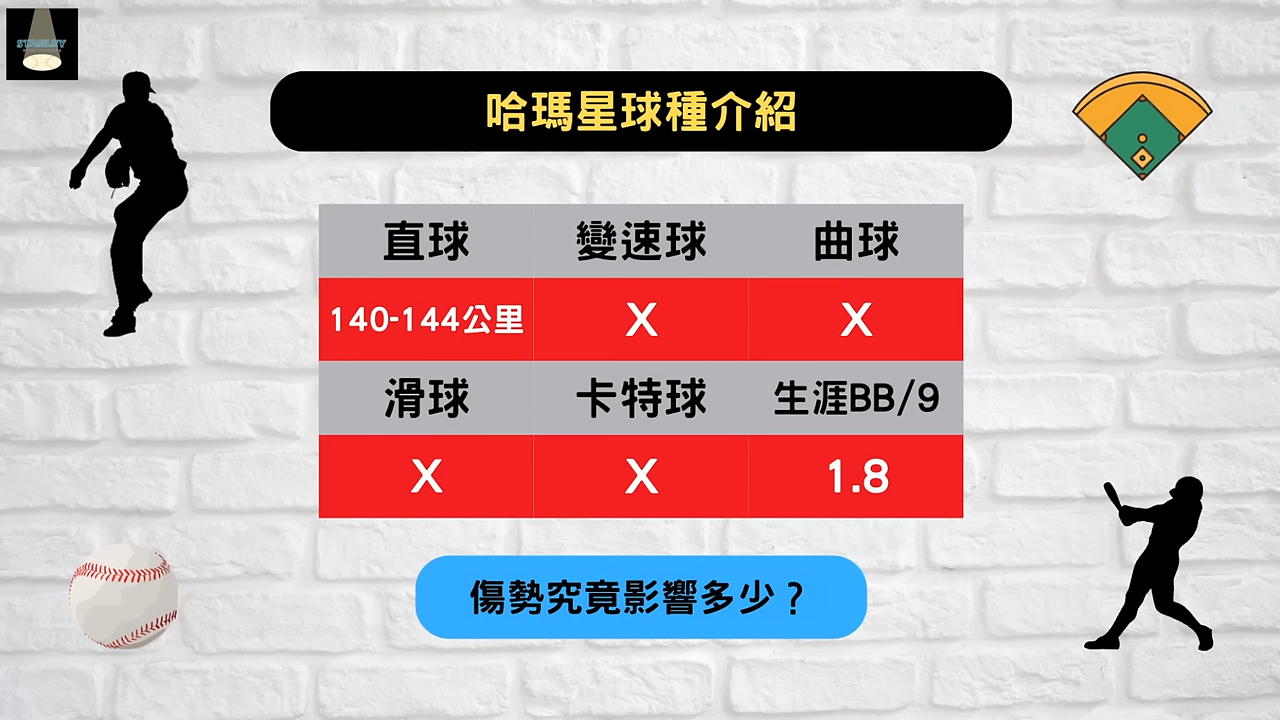 STANLEY
哈瑪星球種介紹
直球 變速球 曲球
140-144公里 X X
滑球 卡特球 生涯BB/9
X X 1.8
傷勢究竟影響多少？